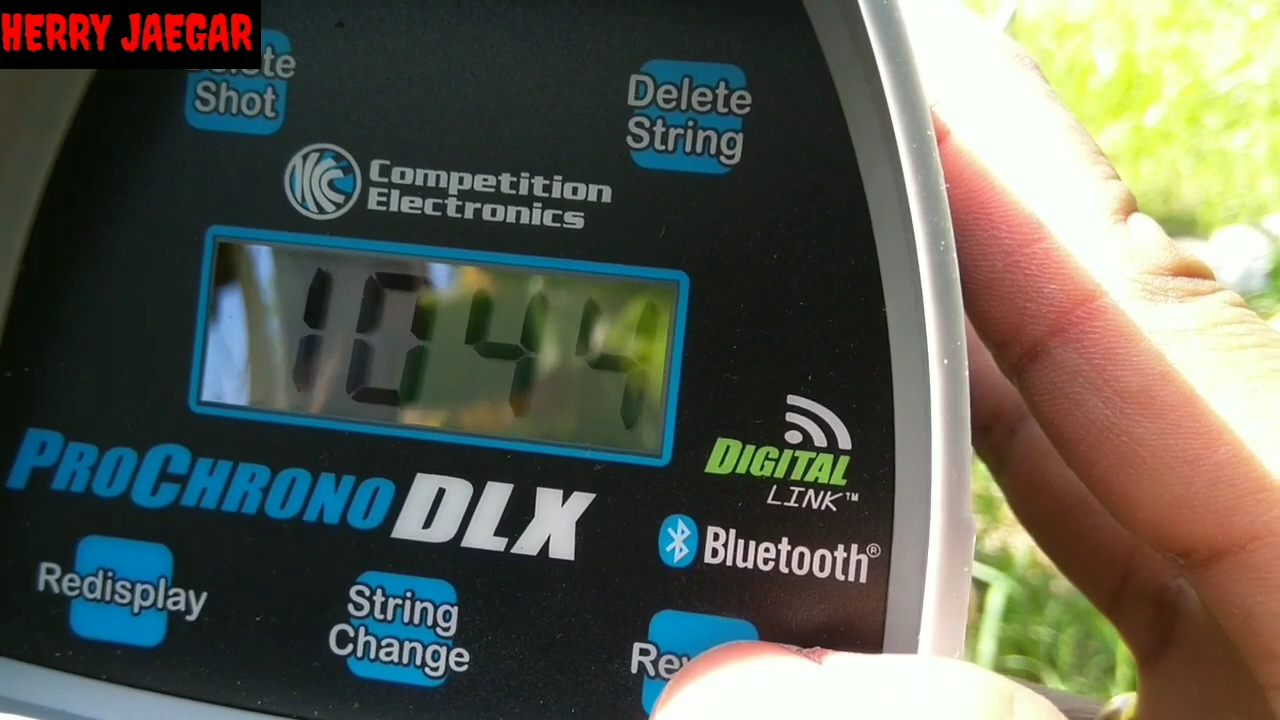 HERRY JAEGAR
Shot
Delete
String
Competition
Electronics
1044
PROCHRONO DLX
DIGITAL
LINK™
Bluetooth®
Redisplay
String
Change